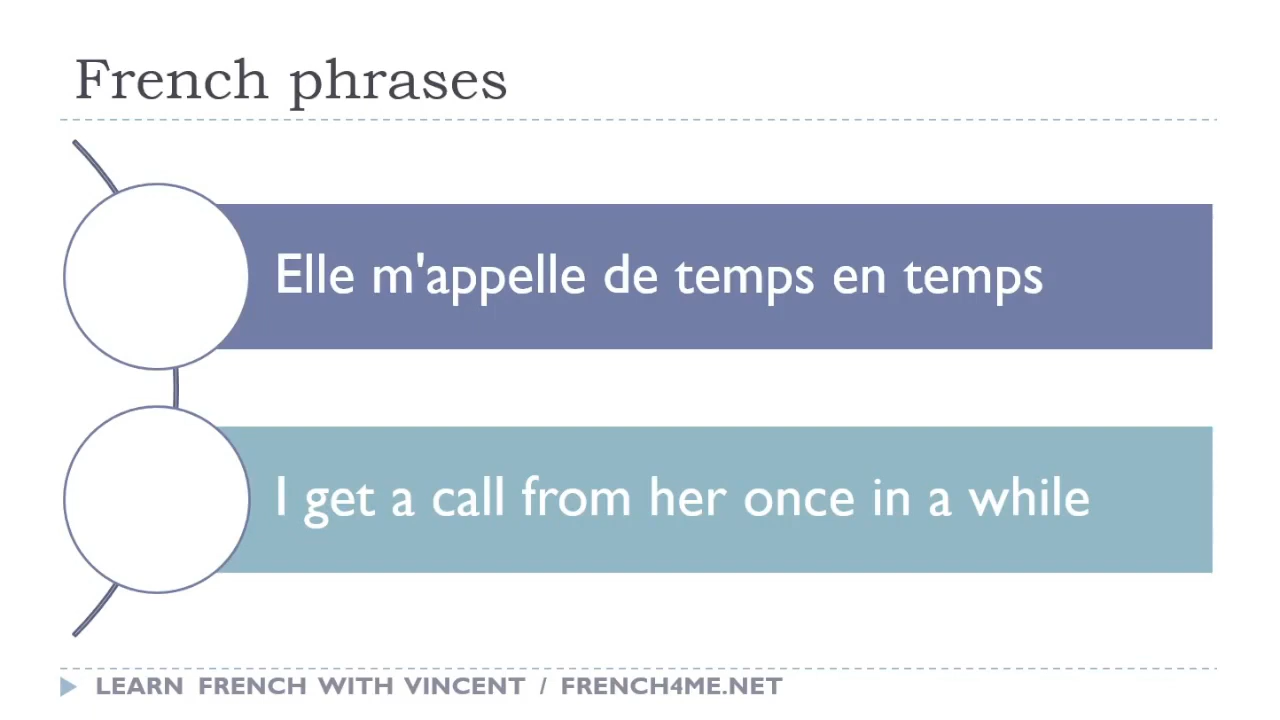 French phrases
Elle m'appelle de temps en temps
I get a call from her once in a while
LEARN FRENCH WITH VINCENT / FRENCH4ME.NET